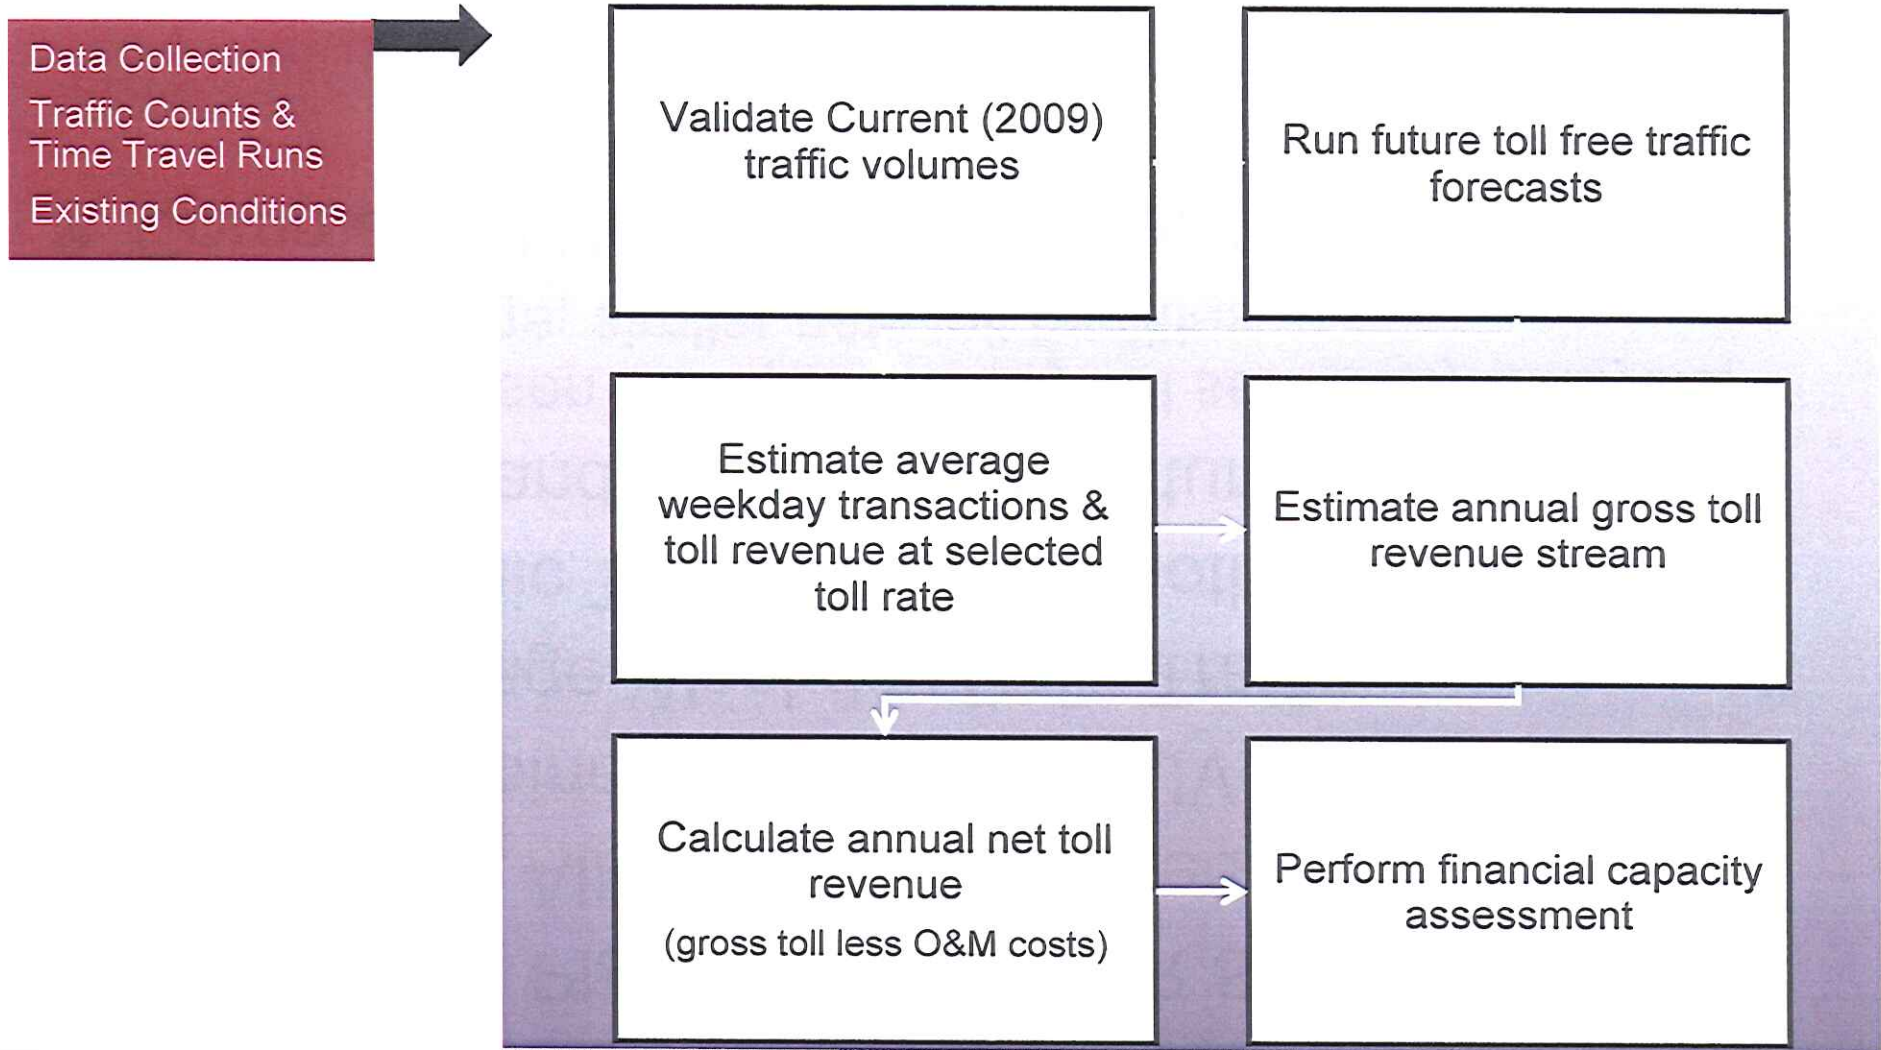 Data Collection
Traffic Counts &
Time Travel Runs
Existing Conditions
Validate Current (2009)
traffic volumes
Run future toll free traffic
forecasts
Estimate average
weekday transactions &
toll revenue at selected
toll rate
Estimate annual gross toll
revenue stream
Calculate annual net toll
revenue
(gross toll less O&M costs)
Perform financial capacity
assessment